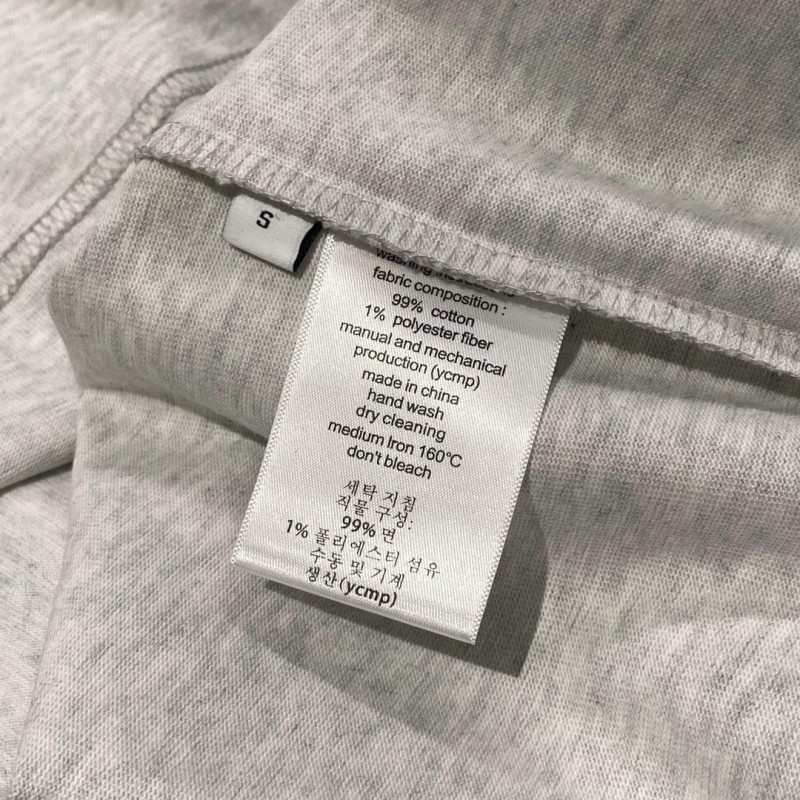 S
washing
fabric composition :
99% cotton
1% polyester fiber
manual and mechanical
production (ycmp)
made in china
hand wash
dry cleaning
medium Iron 160°C
don't bleach
세탁 지침
직물 구성:
99% 면
1% 폴리에스터 섬유
수동 및 기계
생산(ycmp)